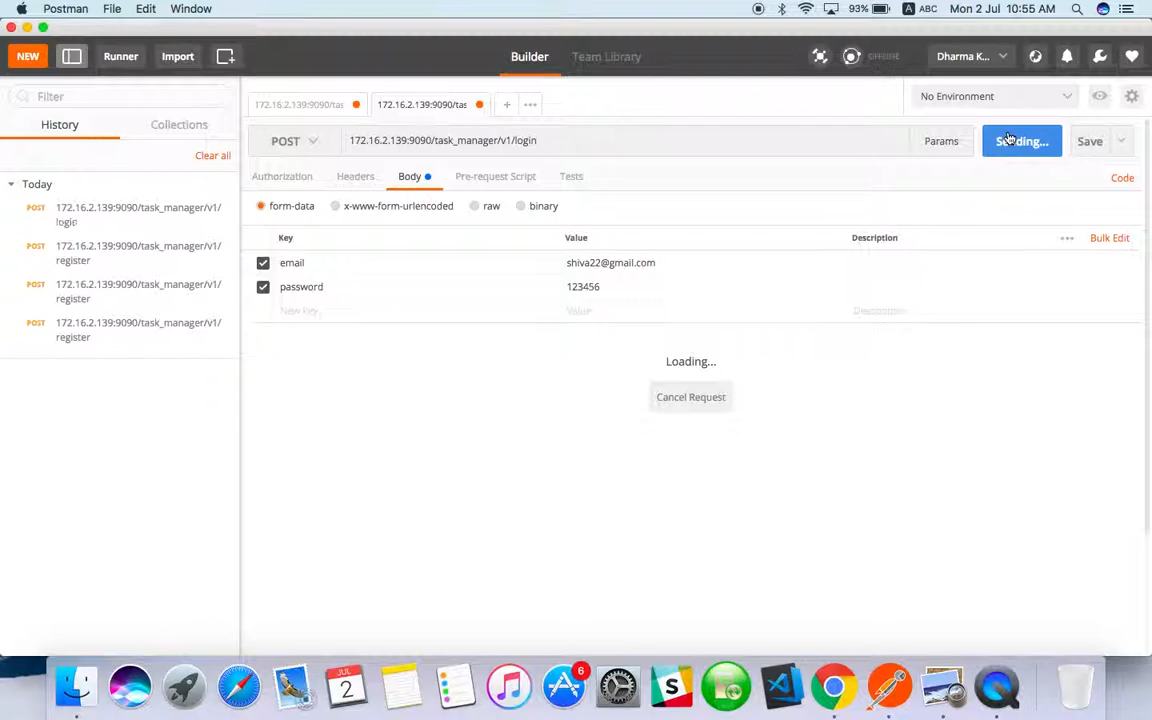 Postman File Edit Window 93% A ABC Mon 2 Jul 10:55 AM
NEW Runner Import Builder Team Library OFFLINE Dharma K...
Filter 172.16.2.139:9090/tas 172.16.2.139:9090/tas + ••• No Environment
History Collections POST 172.16.2.139:9090/task_manager/v1/login Params Sending... Save
Clear all
Authorization Headers Body Pre-request Script Tests Code
Today
form-data x-www-form-urlencoded raw binary
POST 172.16.2.139:9090/task_manager/v1/
login
Key Value Description ••• Bulk Edit
POST 172.16.2.139:9090/task_manager/v1/
register
email shiva22@gmail.com
POST 172.16.2.139:9090/task_manager/v1/
register
password 123456
New key Value Description
POST 172.16.2.139:9090/task_manager/v1/
register
Loading...
Cancel Request
JUL
2
6
S